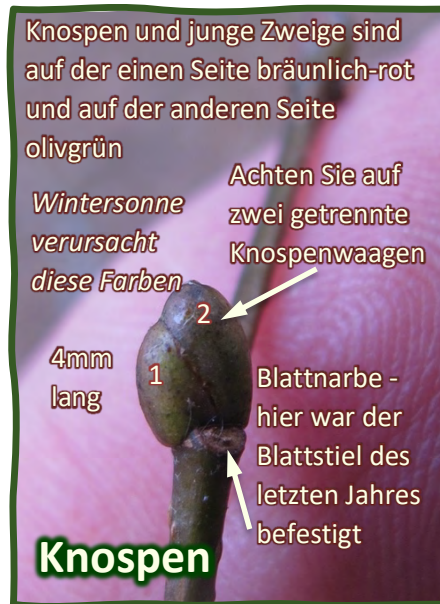 Knospen und junge Zweige sind
auf der einen Seite bräunlich-rot
und auf der anderen Seite
olivgrün
Wintersonne
verursacht
diese Farben
Achten Sie auf
zwei getrennte
Knospenwaagen
2
1
4mm
lang
Blattnarbe -
hier war der
Blattstiel des
letzten Jahres
befestigt
Knospen